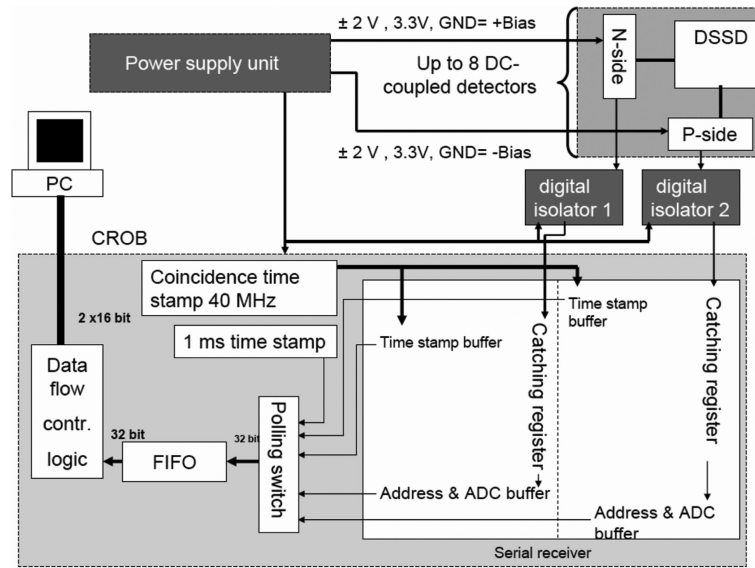 ± 2 V , 3.3V, GND= +Bias
Power supply unit
Up to 8 DC-
coupled detectors
N-side
DSSD
P-side
± 2 V , 3.3V, GND= -Bias
PC
digital
isolator 1
digital
isolator 2
CROB
Coincidence time
stamp 40 MHz
2 x16 bit
1 ms time stamp
Time stamp
buffer
Time stamp buffer
Catching register
Catching register
Data
flow
contr.
logic
32 bit
FIFO
32 bit
Polling switch
Address & ADC buffer
Address & ADC
buffer
Serial receiver